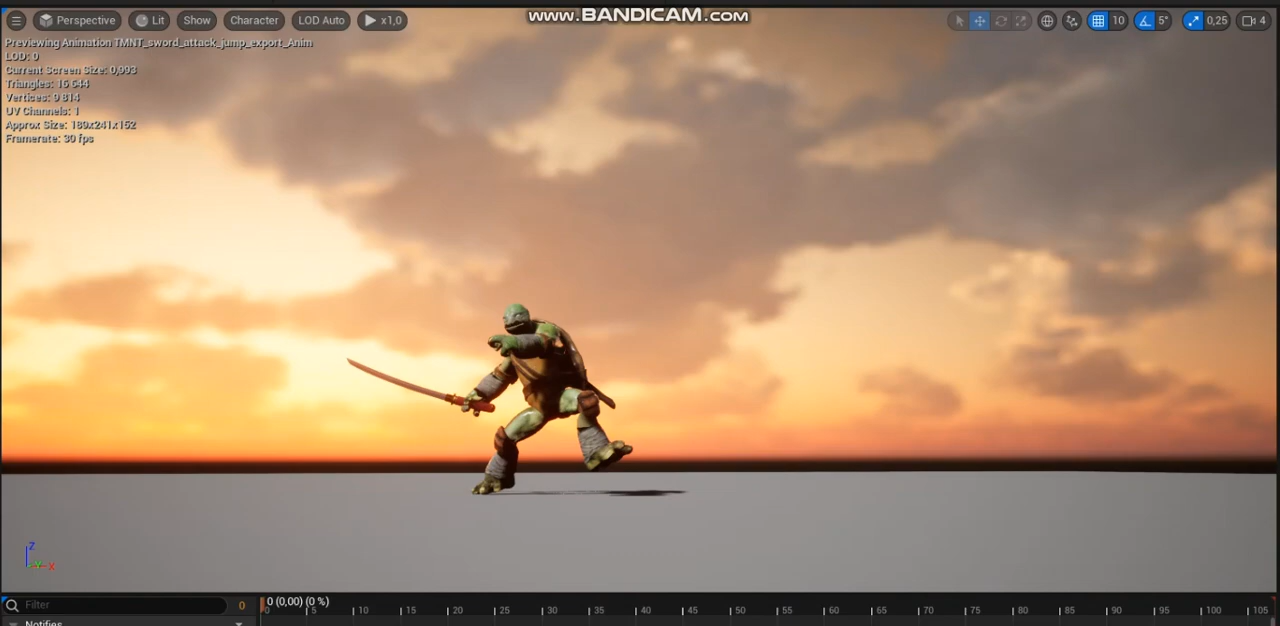 Perspective Lit Show Character LOD Auto x1,0
www.BANDICAM.com
10 5° 0,25 4
Previewing Animation TMNT_sword_attack_jump_export_Anim
LOD: 0
Current Screen Size: 0,993
Triangles: 16 644
Vertices: 9 814
UV Channels: 1
Approx Size: 189x241x152
Framerate: 30 fps
Z
Y X
Filter 0
0 (0,00) (0 %)
0 5 10 15 20 25 30 35 40 45 50 55 60 65 70 75 80 85 90 95 100 105
Notifies